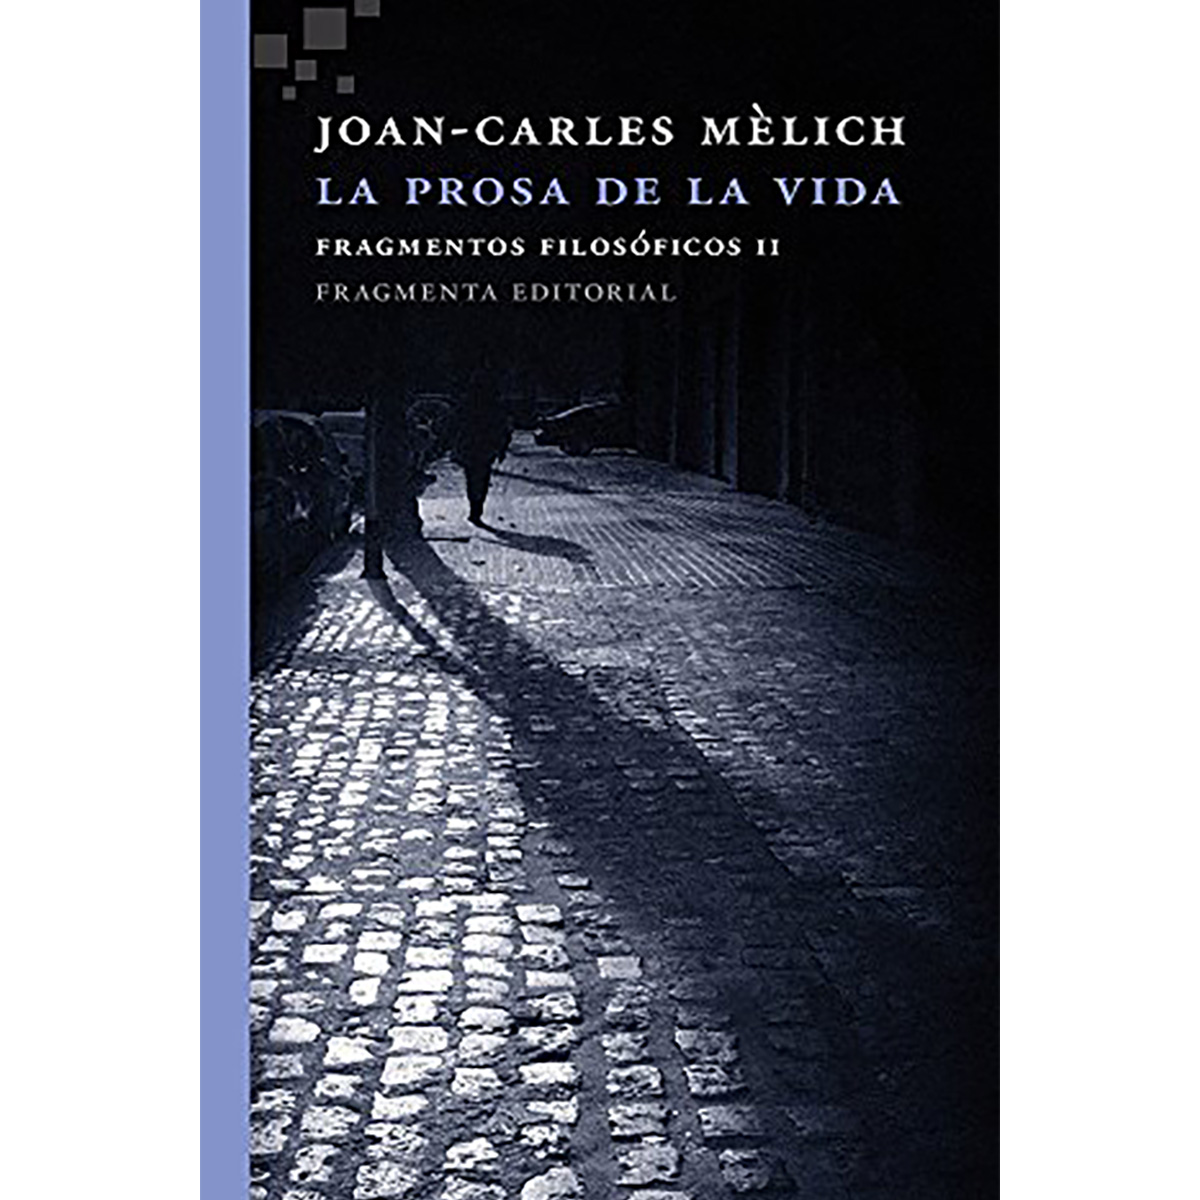 JOAN-CARLES MÈLICH
LA PROSA DE LA VIDA
FRAGMENTOS FILOSÓFICOS II
FRAGMENTA EDITORIAL